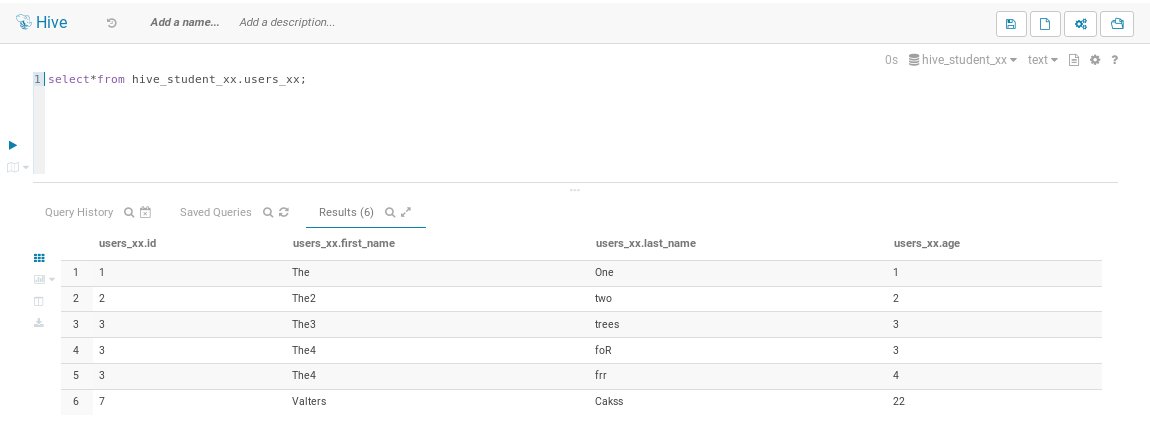 Hive Add a name... Add a description...
0s hive_student_xx text ?
1 select*from hive_student_xx.users_xx;
Query History Saved Queries Results (6)
users_xx.id users_xx.first_name users_xx.last_name users_xx.age
1 1 The One 1
2 2 The2 two 2
3 3 The3 trees 3
4 3 The4 foR 3
5 3 The4 frr 4
6 7 Valters Cakss 22